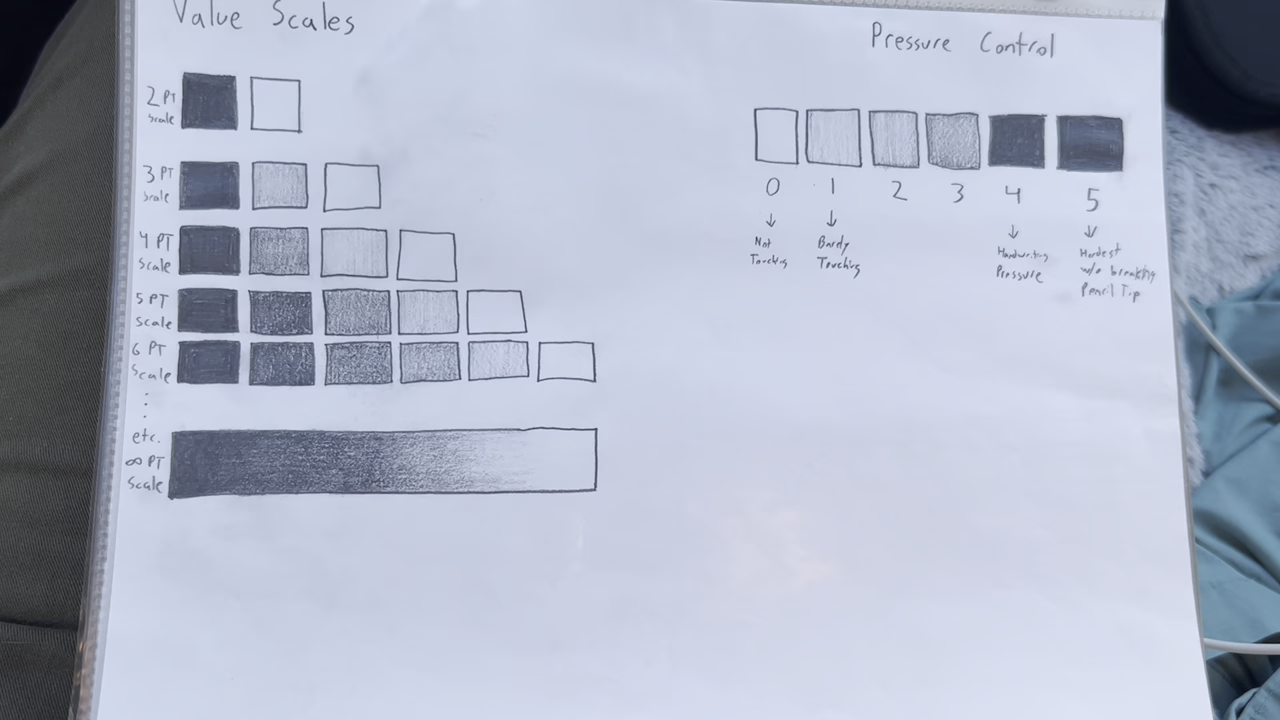 Value Scales
2 PT
Scale
3 PT
Scale
4 PT
Scale
5 PT
Scale
6 PT
Scale
etc.
∞ PT
Scale
Pressure Control
0 1 2 3 4 5
Not
Touching
Barely
Touching
Handwriting
Pressure
Hardest
w/o breaking
Pencil Tip